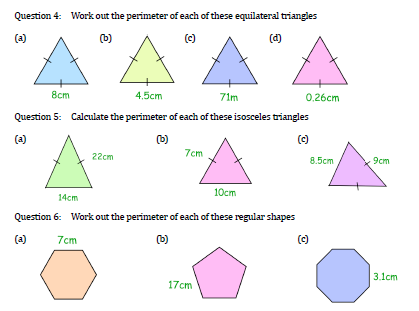 Question 4: Work out the perimeter of each of these equilateral triangles
(a) (b) (c) (d)
8cm 4.5cm 71m 0.26cm
Question 5: Calculate the perimeter of each of these isosceles triangles
(a) (b) (c)
22cm 7cm 8.5cm 9cm
14cm 10cm
Question 6: Work out the perimeter of each of these regular shapes
(a) 7cm (b) (c)
17cm 3.1cm